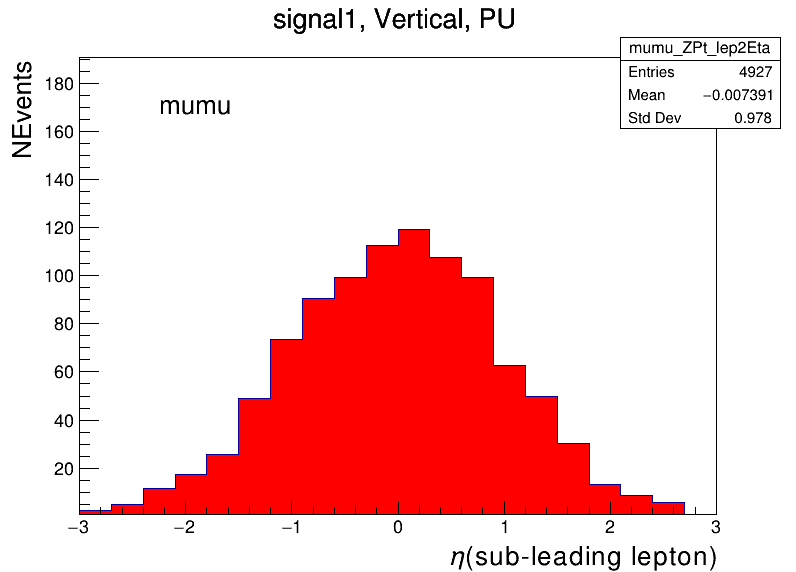 signal1, Vertical, PU
mumu_ZPt_lep2Eta
Entries 4927
Mean −0.007391
Std Dev 0.978
NEvents
mumu
180
160
140
120
100
80
60
40
20
−3 −2 −1 0 1 2 3
η(sub-leading lepton)